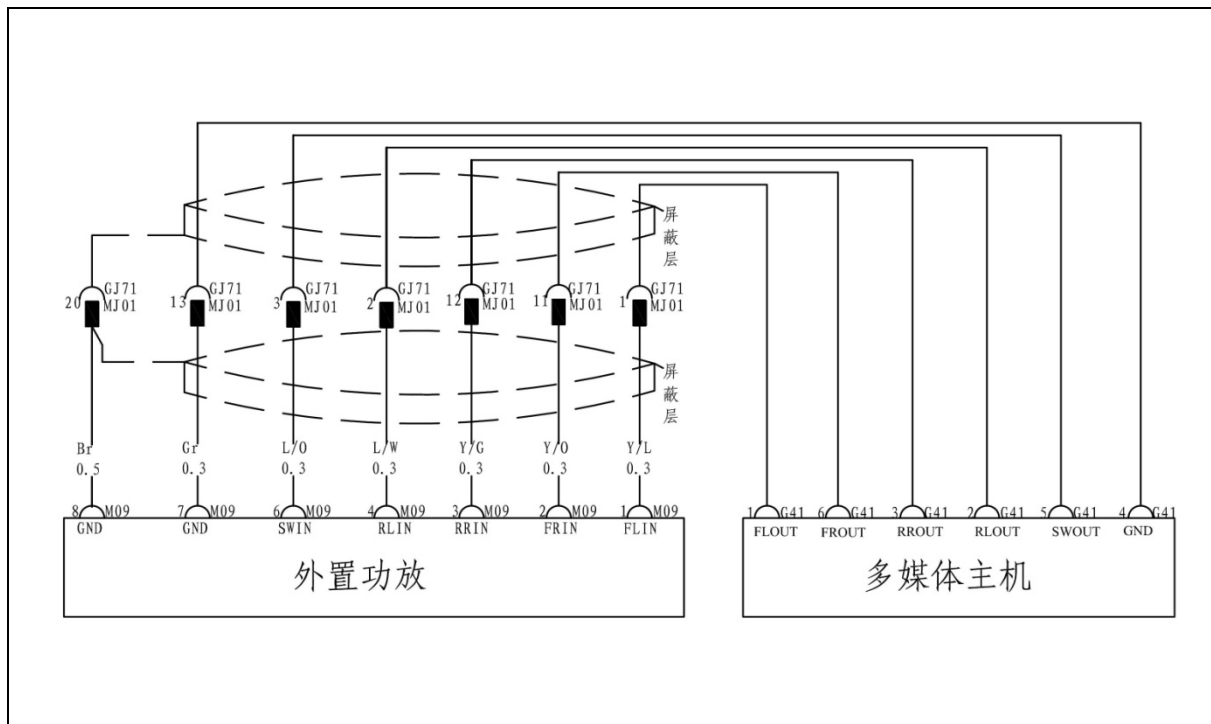 屏蔽层
20 GJ71 MJ01
13 GJ71 MJ01
3 GJ71 MJ01
2 GJ71 MJ01
12 GJ71 MJ01
11 GJ71 MJ01
1 GJ71 MJ01
屏蔽层
Br Gr L/O L/W Y/G Y/O Y/L
0.5 0.3 0.3 0.3 0.3 0.3 0.3
8 M09 7 M09 6 M09 4 M09 3 M09 2 M09 1 M09
GND GND SWIN RLIN RRIN FRIN FLIN
外置功放
1 G41 6 G41 3 G41 2 G41 5 G41 4 G41
FLOUT FROUT RROUT RLOUT SWOUT GND
多媒体主机